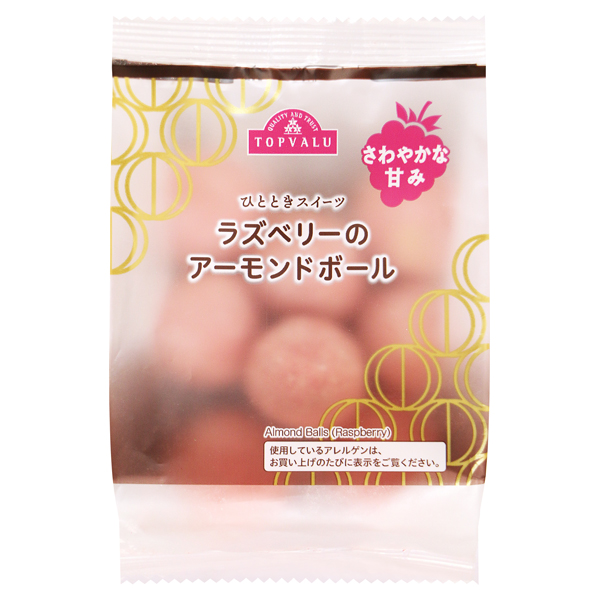 QUALITY AND TRUST
TOPVALU
さわやかな
甘み
ひとときスイーツ
ラズベリーの
アーモンドボール
Almond Balls (Raspberry)
使用しているアレルゲンは、
お買い上げのたびに表示をご覧ください。